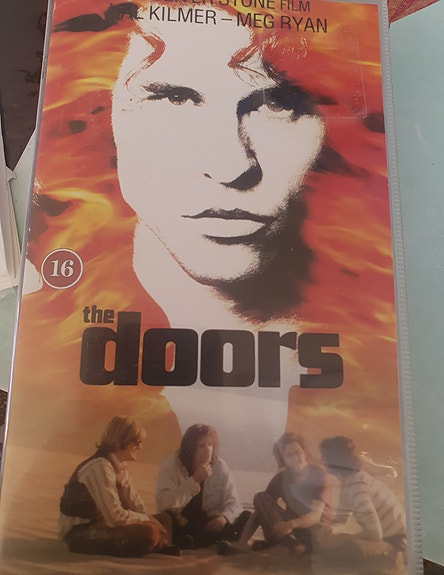 STONE FILM
KILMER – MEG RYAN
16
the
doors